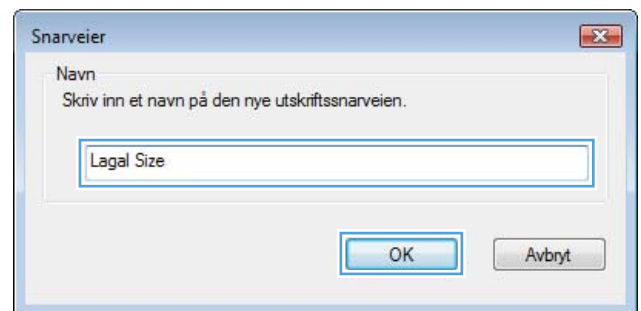 Snarveier
Navn
Skriv inn et navn på den nye utskriftssnarveien.
Lagal Size
OK
Avbryt